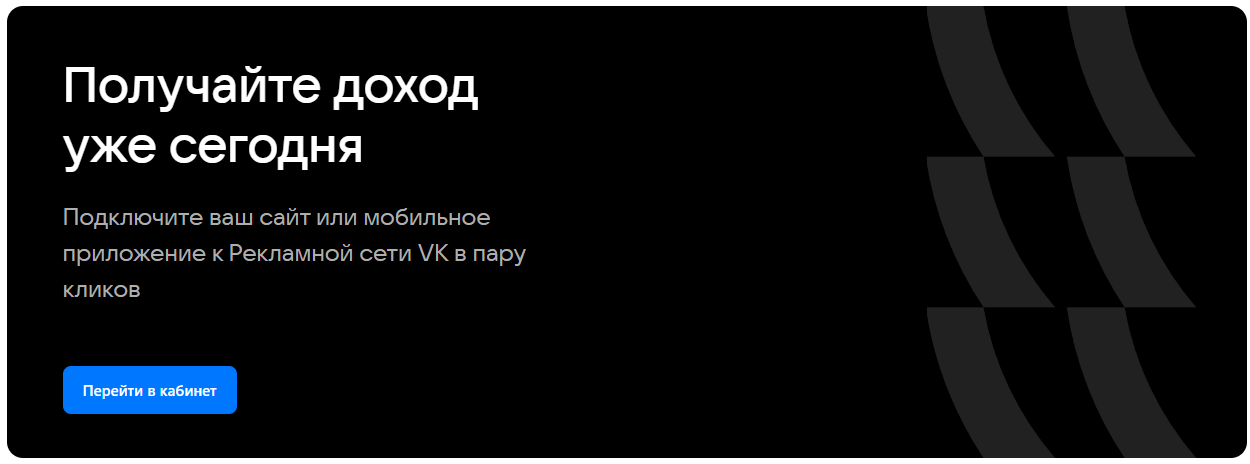 Получайте доход
уже сегодня
Подключите ваш сайт или мобильное
приложение к Рекламной сети VK в пару
кликов
Перейти в кабинет